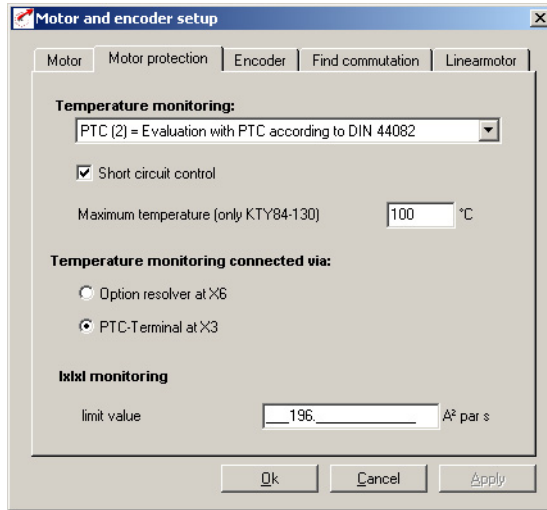 Motor and encoder setup
Motor Motor protection Encoder Find commutation Linearmotor
Temperature monitoring:
PTC (2) = Evaluation with PTC according to DIN 44082
Short circuit control
Maximum temperature (only KTY84-130) 100 °C
Temperature monitoring connected via:
Option resolver at X6
PTC-Terminal at X3
IxIxI monitoring
limit value ___196.____________ A² par s
Ok Cancel Apply